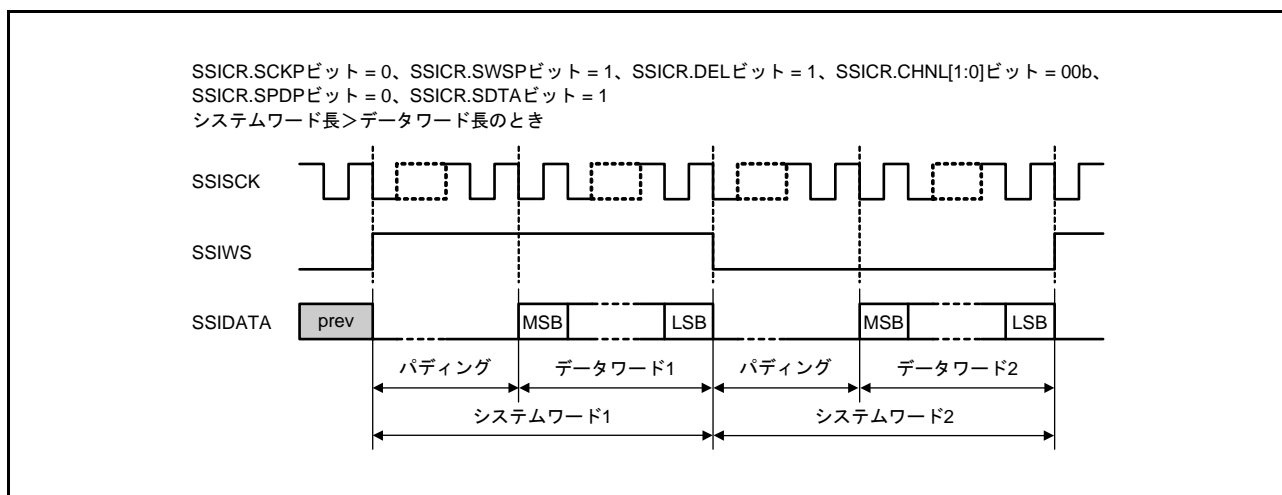 SSICR.SCKPビット = 0、SSICR.SWSPビット = 1、SSICR.DELビット = 1、SSICR.CHNL[1:0]ビット = 00b、
SSICR.SPDPビット = 0、SSICR.SDTAビット = 1
システムワード長＞データワード長のとき
SSISCK
SSIWS
SSIDATA prev MSB LSB MSB LSB
パディング データワード1 パディング データワード2
システムワード1 システムワード2